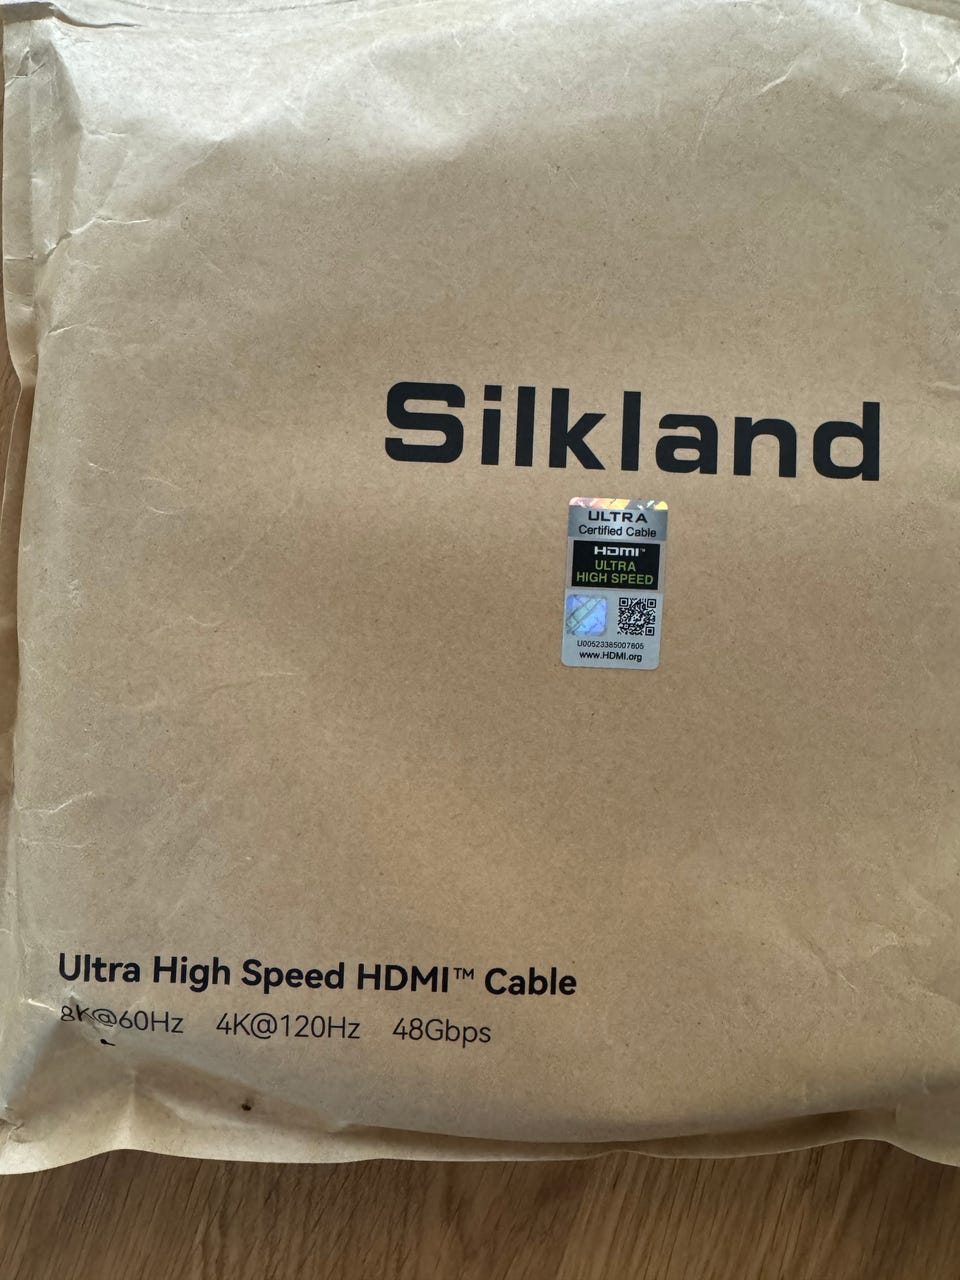 Silkland
ULTRA
Certified Cable
HDMI™
ULTRA
HIGH SPEED
U00523385007605
www.HDMI.org
Ultra High Speed HDMI™ Cable
8K@60Hz 4K@120Hz 48Gbps